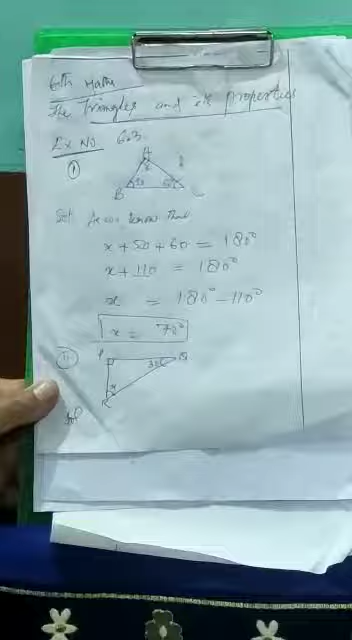 6th Maths
The Triangles and its Properties
Ex No 6.3
(i)
A
x
50 60
B C
Sol As we know that
x + 50 + 60 = 180°
x + 110 = 180°
x = 180° - 110°
x = 70°
(ii)
P Q
30
x
R
Sol